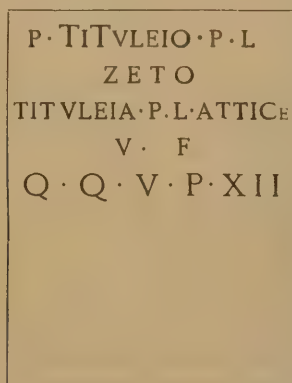 P · TITVLEIO · P · L
ZETO
TITVLEIA · P · L · ATTICE
V · F
Q · Q · V · P · XII